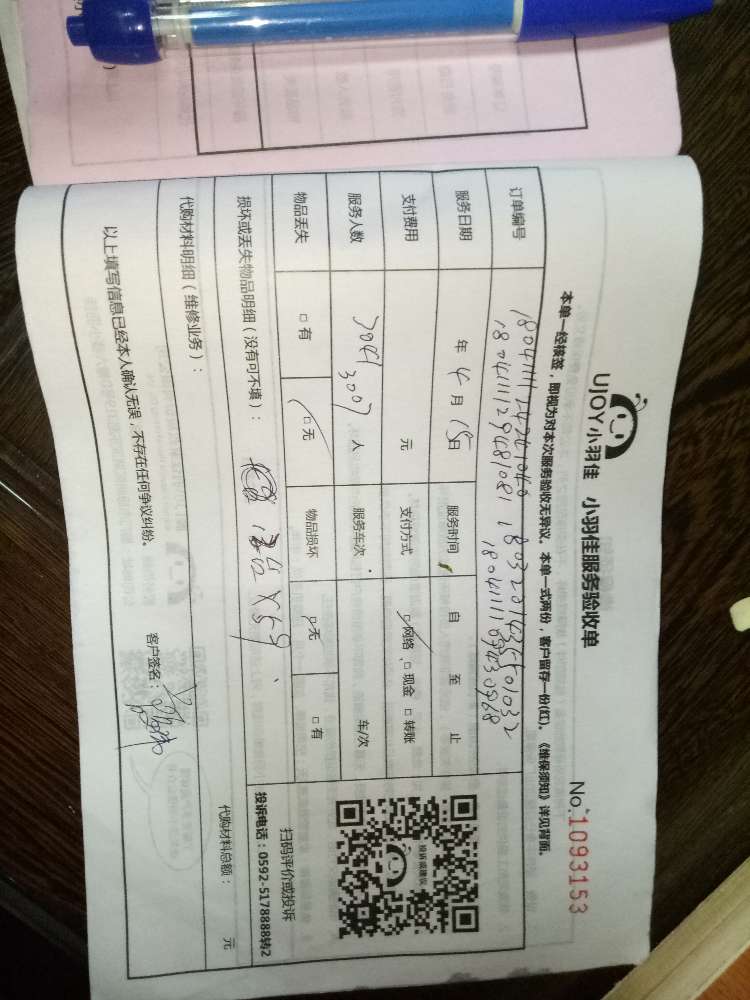 UJOY小羽佳 小羽佳服务验收单
No.1093153
本单一经接签，即视为对本次服务验收无异议。本单一式两份，客户留存一份(红)。《维保须知》详见背面。
订单编号
服务日期 年 4 月 15 日 服务时间 自 至 止
支付费用 元 支付方式 □网络 □现金 □转账
服务人数 3007 人 服务车次 车/次
物品丢失 □有 □无 物品损坏 □无 □有
投诉或建议
扫码评价或投诉
投诉电话：0592-5178888转2
损坏或丢失物品明细（没有可不填）：
代购材料明细（维修业务）：
代购材料总额： 元
以上填写信息已经本人确认无误，不存在任何争议纠纷。
客户签名：